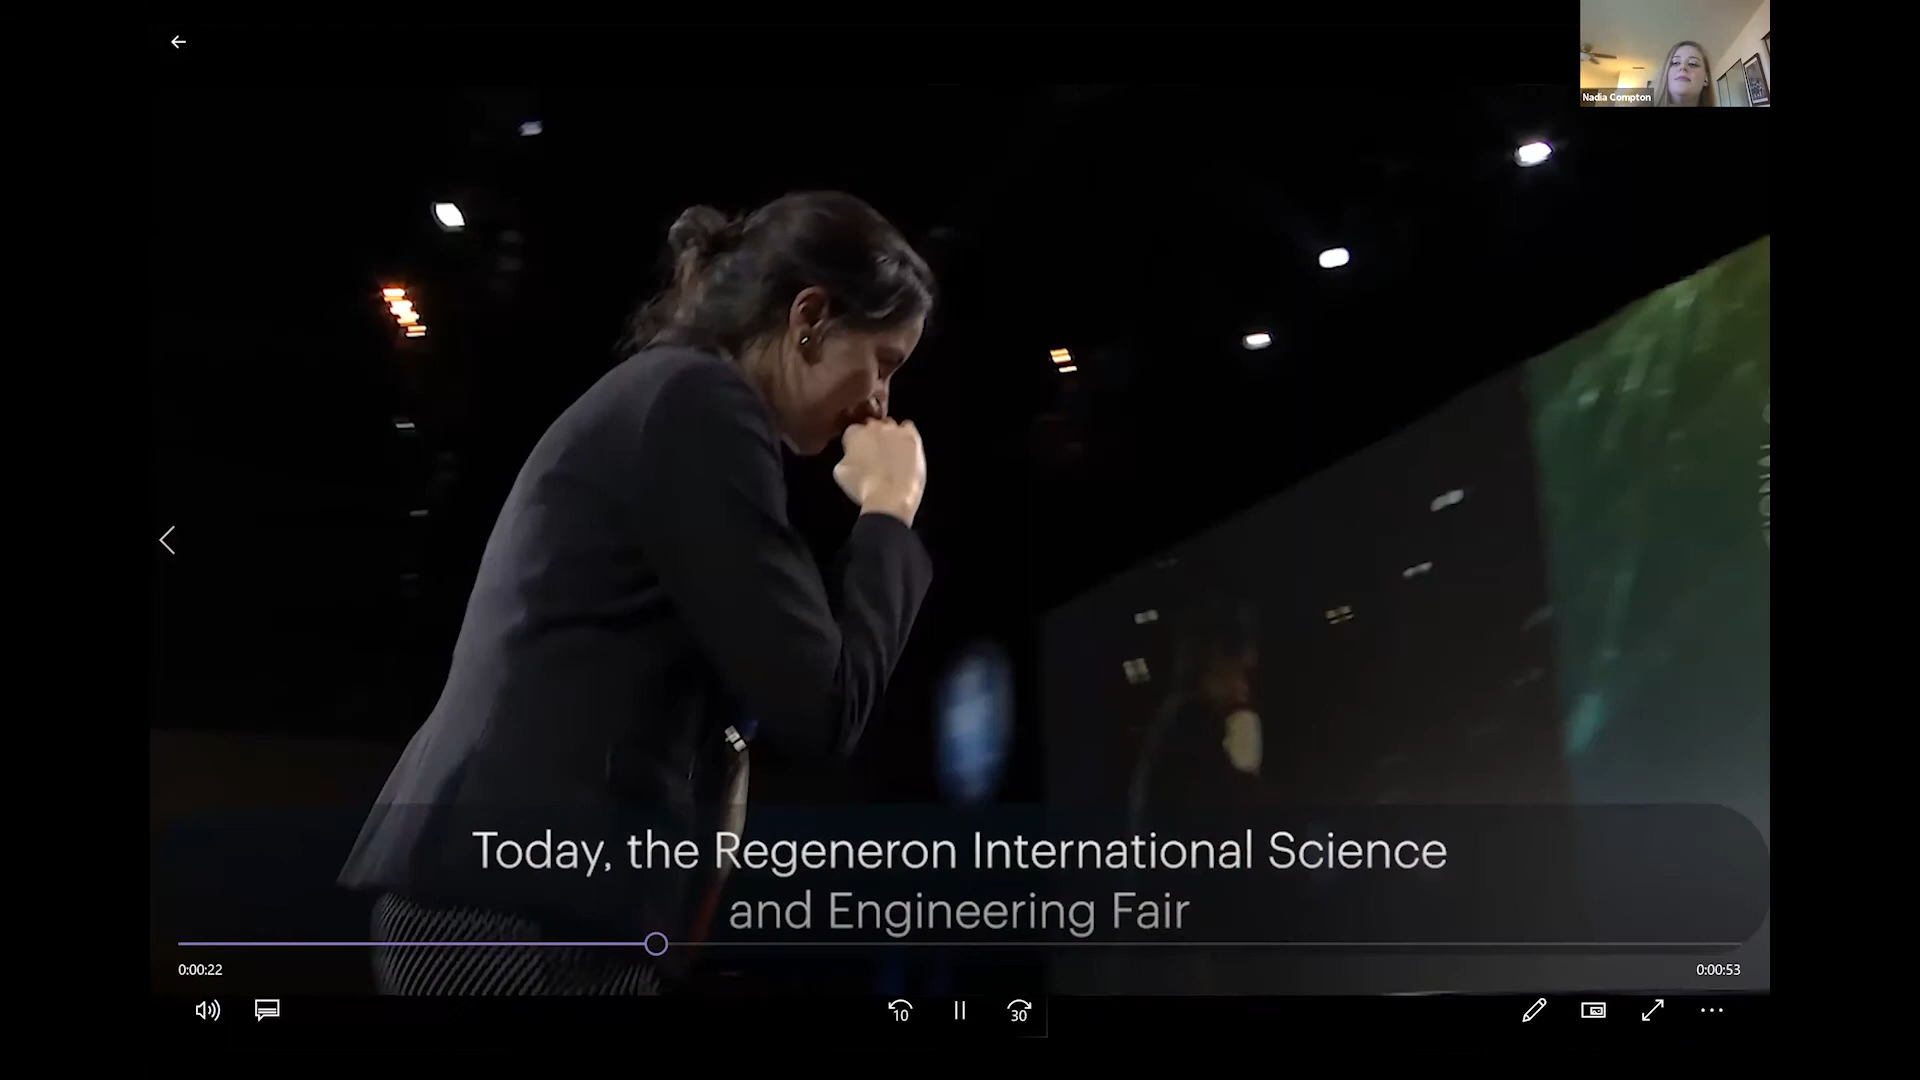 Nadia Compton
Today, the Regeneron International Science
and Engineering Fair
0:00:22
0:00:53
10
30